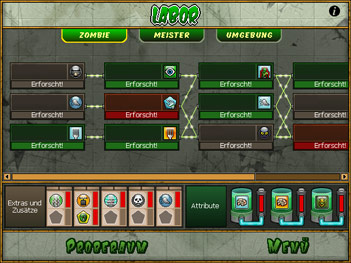 LABOR
i
ZOMBIE MEISTER UMGEBUNG
Erforscht! Erforscht! Erforscht! Erforscht!
Erforscht! Erforscht! Erforscht! Erforscht!
Erforscht! Erforscht! Erforscht! Erforscht!
Extras und
Zusätze
Attribute
PROBERAUM MENÜ